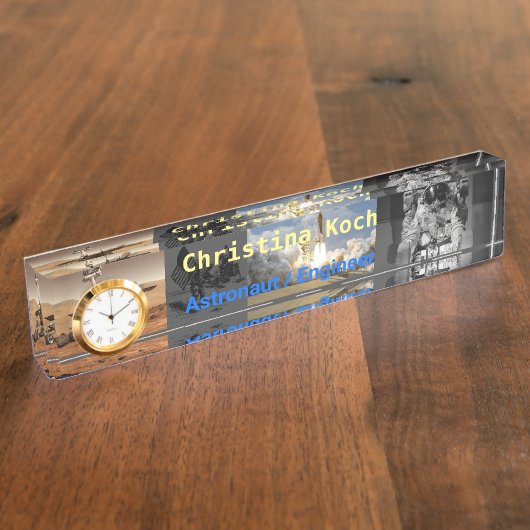 Christina Koch
Astronaut / Engineer